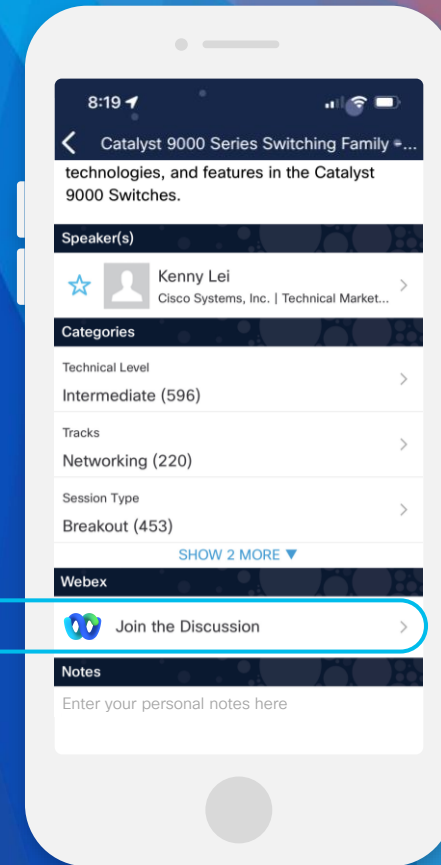 8:19
Catalyst 9000 Series Switching Family -...
technologies, and features in the Catalyst
9000 Switches.
Speaker(s)
Kenny Lei
Cisco Systems, Inc. | Technical Market...
Categories
Technical Level
Intermediate (596)
Tracks
Networking (220)
Session Type
Breakout (453)
SHOW 2 MORE ▼
Webex
Join the Discussion
Notes
Enter your personal notes here